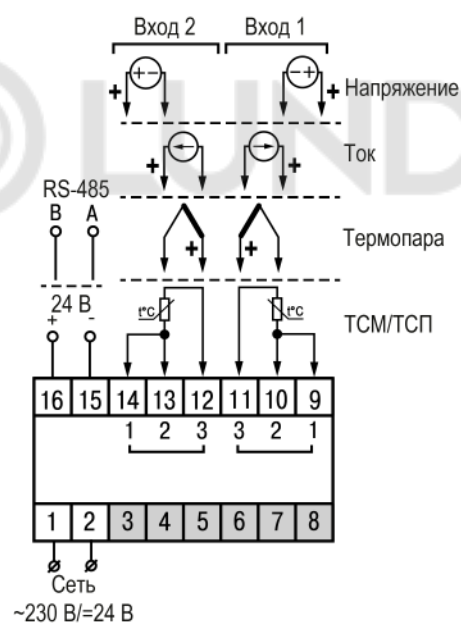 Вход 2 Вход 1
+ - - +
+ + Напряжение
LUND
+ + Ток
RS-485
B A
+ + Термопара
24 В
+ -
t°C t°C ТСМ/ТСП
16 15 14 13 12 11 10 9
1 2 3 3 2 1
1 2 3 4 5 6 7 8
Сеть
~230 В/=24 В